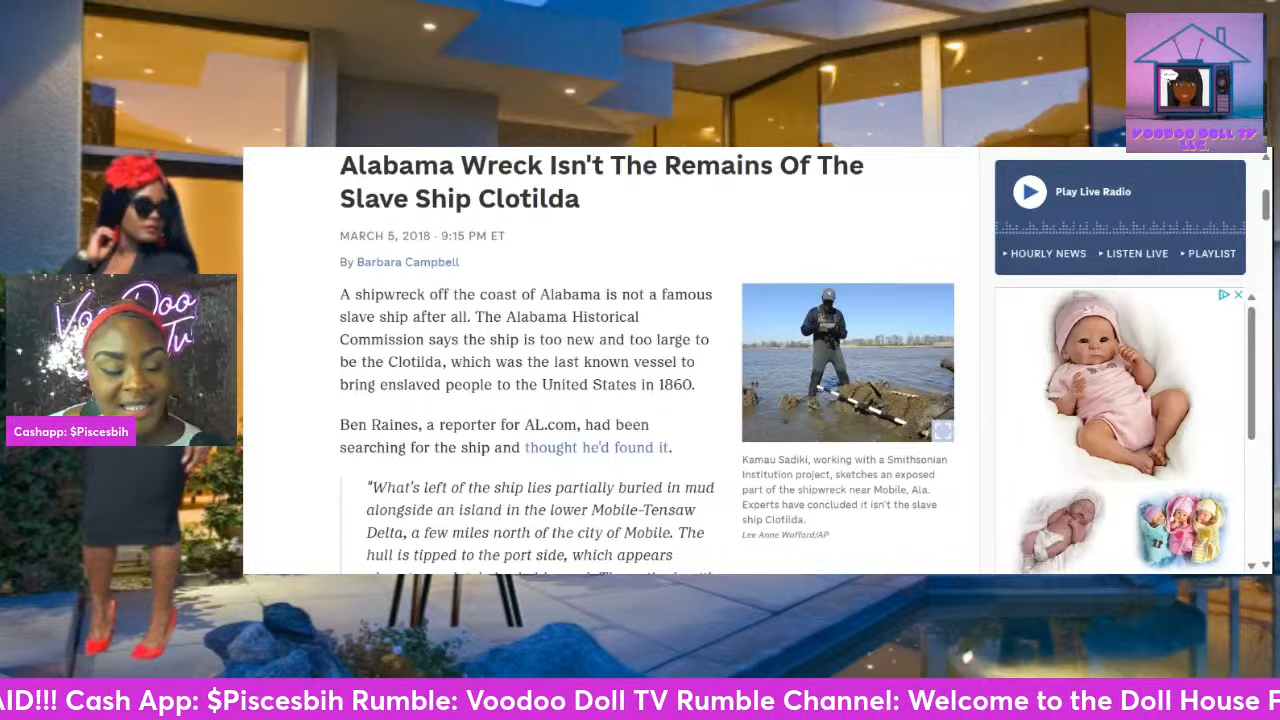 VOODOO DOLL TV
LLC.
Alabama Wreck Isn't The Remains Of The
Slave Ship Clotilda
MARCH 5, 2018 · 9:15 PM ET
By Barbara Campbell
A shipwreck off the coast of Alabama is not a famous
slave ship after all. The Alabama Historical
Commission says the ship is too new and too large to
be the Clotilda, which was the last known vessel to
bring enslaved people to the United States in 1860.
Ben Raines, a reporter for AL.com, had been
searching for the ship and thought he'd found it.
"What's left of the ship lies partially buried in mud
alongside an island in the lower Mobile-Tensaw
Delta, a few miles north of the city of Mobile. The
hull is tipped to the port side, which appears
Kamau Sadiki, working with a Smithsonian
Institution project, sketches an exposed
part of the shipwreck near Mobile, Ala.
Experts have concluded it isn't the slave
ship Clotilda.
Lee Anne Wofford/AP
Play Live Radio
HOURLY NEWS LISTEN LIVE PLAYLIST
VooDoo
Tv
Cashapp: $Piscesbih
AID!!! Cash App: $Piscesbih Rumble: Voodoo Doll TV Rumble Channel: Welcome to the Doll House F